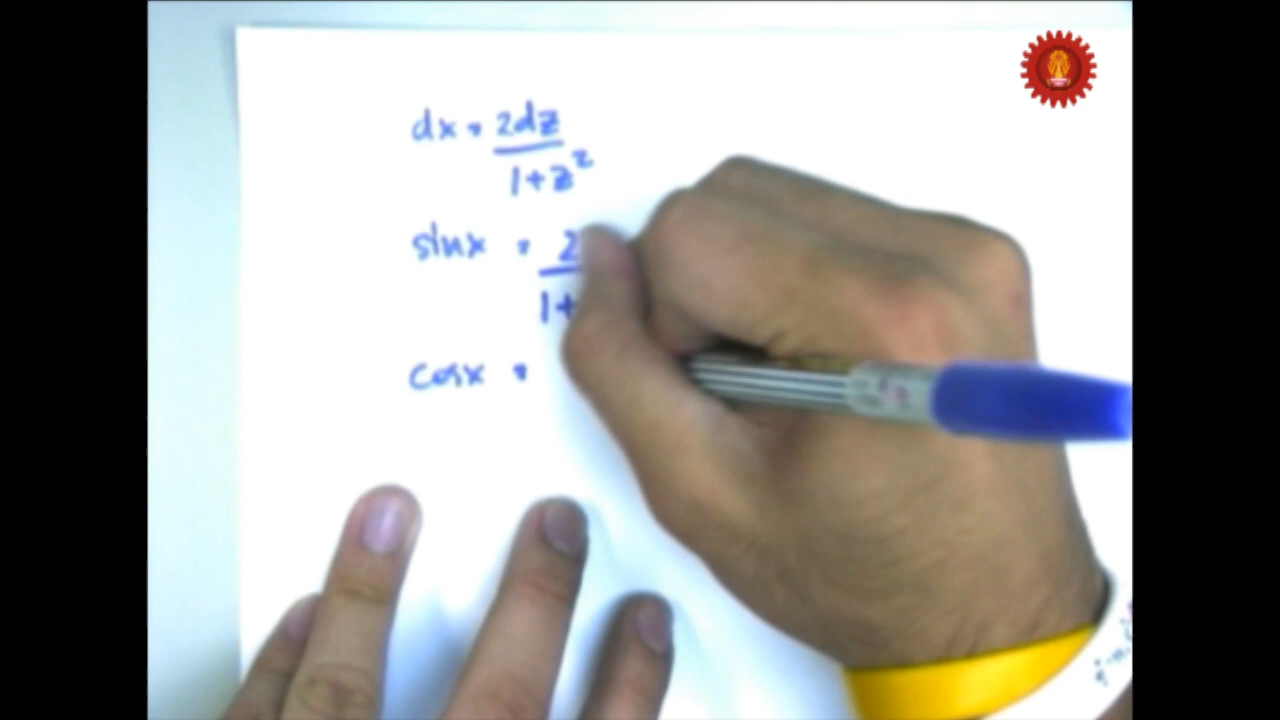 dx = 2dz
1+z²
sinx = 2
1+
cosx =